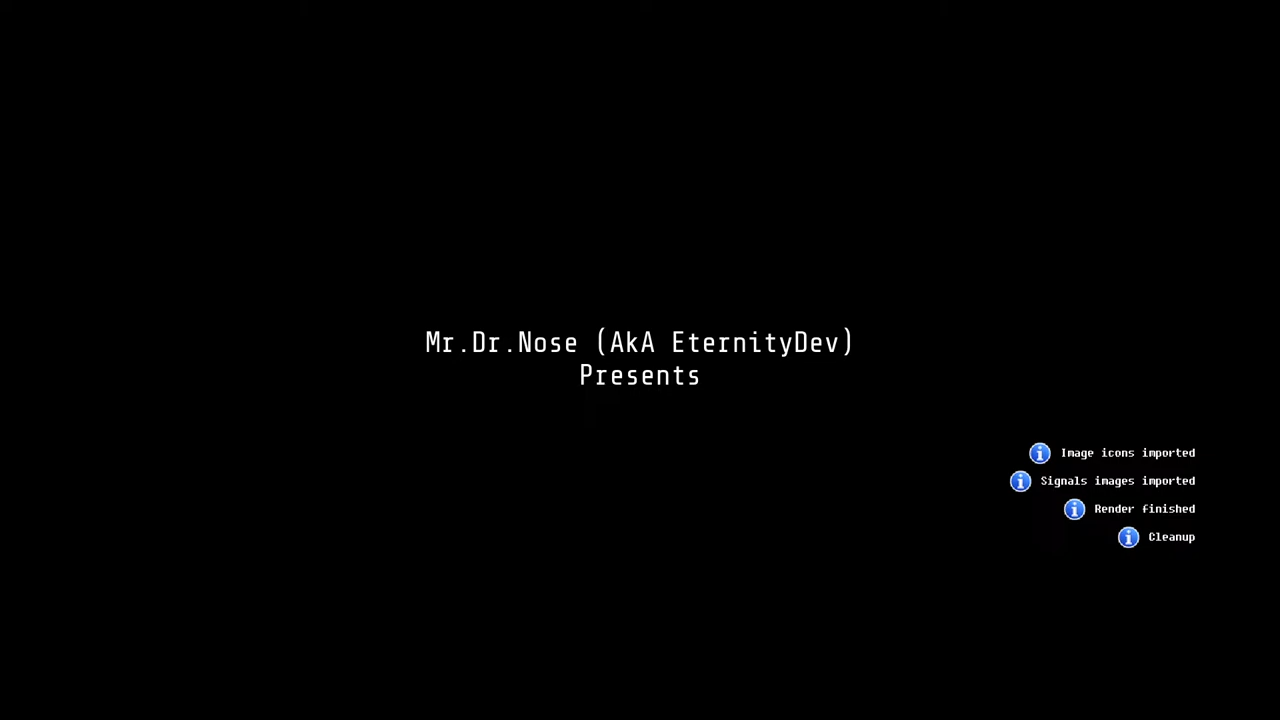 Mr.Dr.Nose (AkA EternityDev)
Presents
Image icons imported
Signals images imported
Render finished
Cleanup